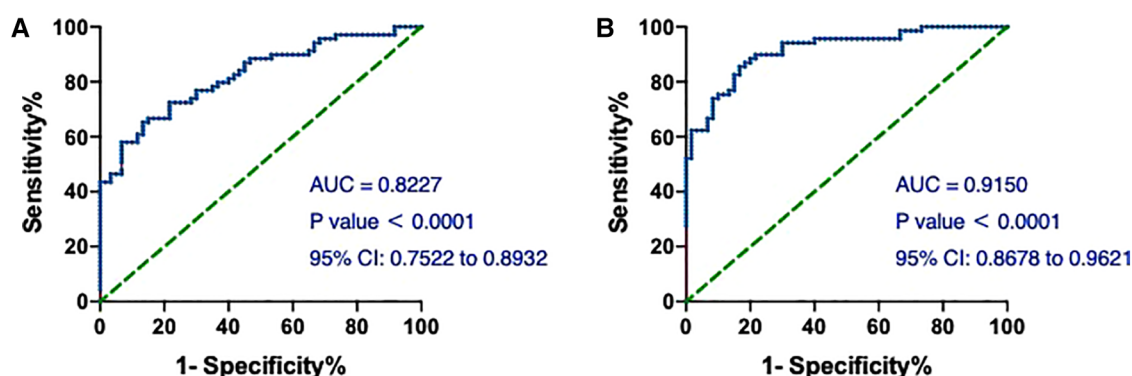 A
Sensitivity%
100
80
60
40
20
0
AUC = 0.8227
P value < 0.0001
95% CI: 0.7522 to 0.8932
0 20 40 60 80 100
1- Specificity%
B
Sensitivity%
100
80
60
40
20
0
AUC = 0.9150
P value < 0.0001
95% CI: 0.8678 to 0.9621
0 20 40 60 80 100
1- Specificity%